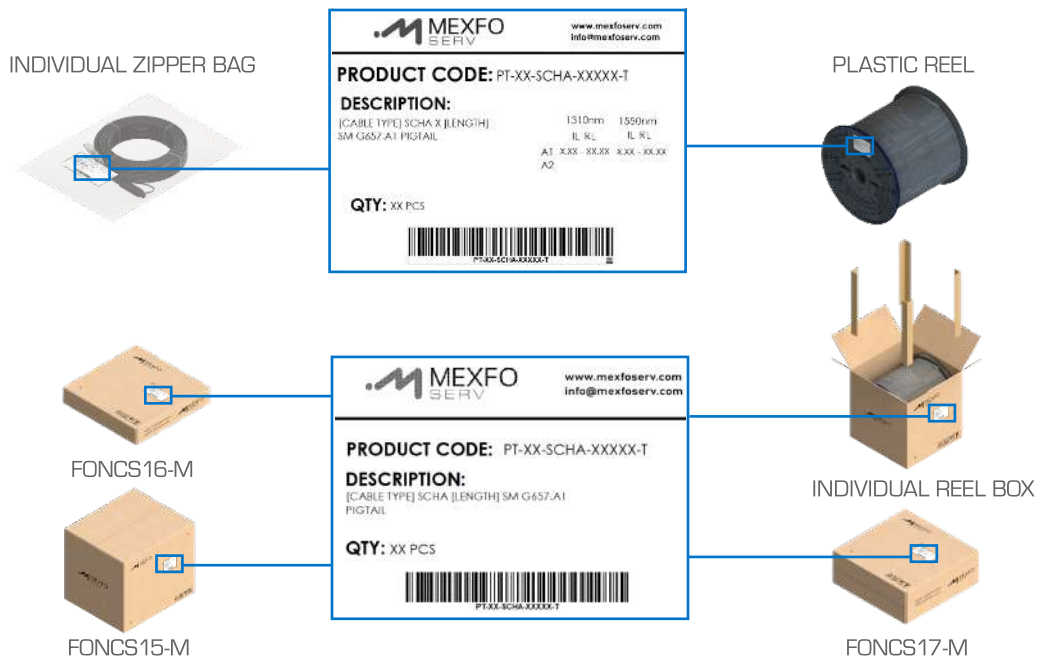 INDIVIDUAL ZIPPER BAG
MEXFO
SERV
www.mexfoserv.com
info@mexfoserv.com
PRODUCT CODE: PT-XX-SCHA-XXXXX-T
DESCRIPTION:
[CABLE TYPE] SCHA X [LENGTH]
SM G657.A1 PIGTAIL
1310nm 1550nm
IL RL IL RL
A1 X.XX - XX.XX X.XX - XX.XX
A2
QTY: XX PCS
PT-XX-SCHA-XXXXX-T
PLASTIC REEL
FONCS16-M
FONCS15-M
MEXFO
SERV
www.mexfoserv.com
info@mexfoserv.com
PRODUCT CODE: PT-XX-SCHA-XXXXX-T
DESCRIPTION:
[CABLE TYPE] SCHA [LENGTH] SM G657.A1
PIGTAIL
QTY: XX PCS
PT-XX-SCHA-XXXXX-T
INDIVIDUAL REEL BOX
FONCS17-M